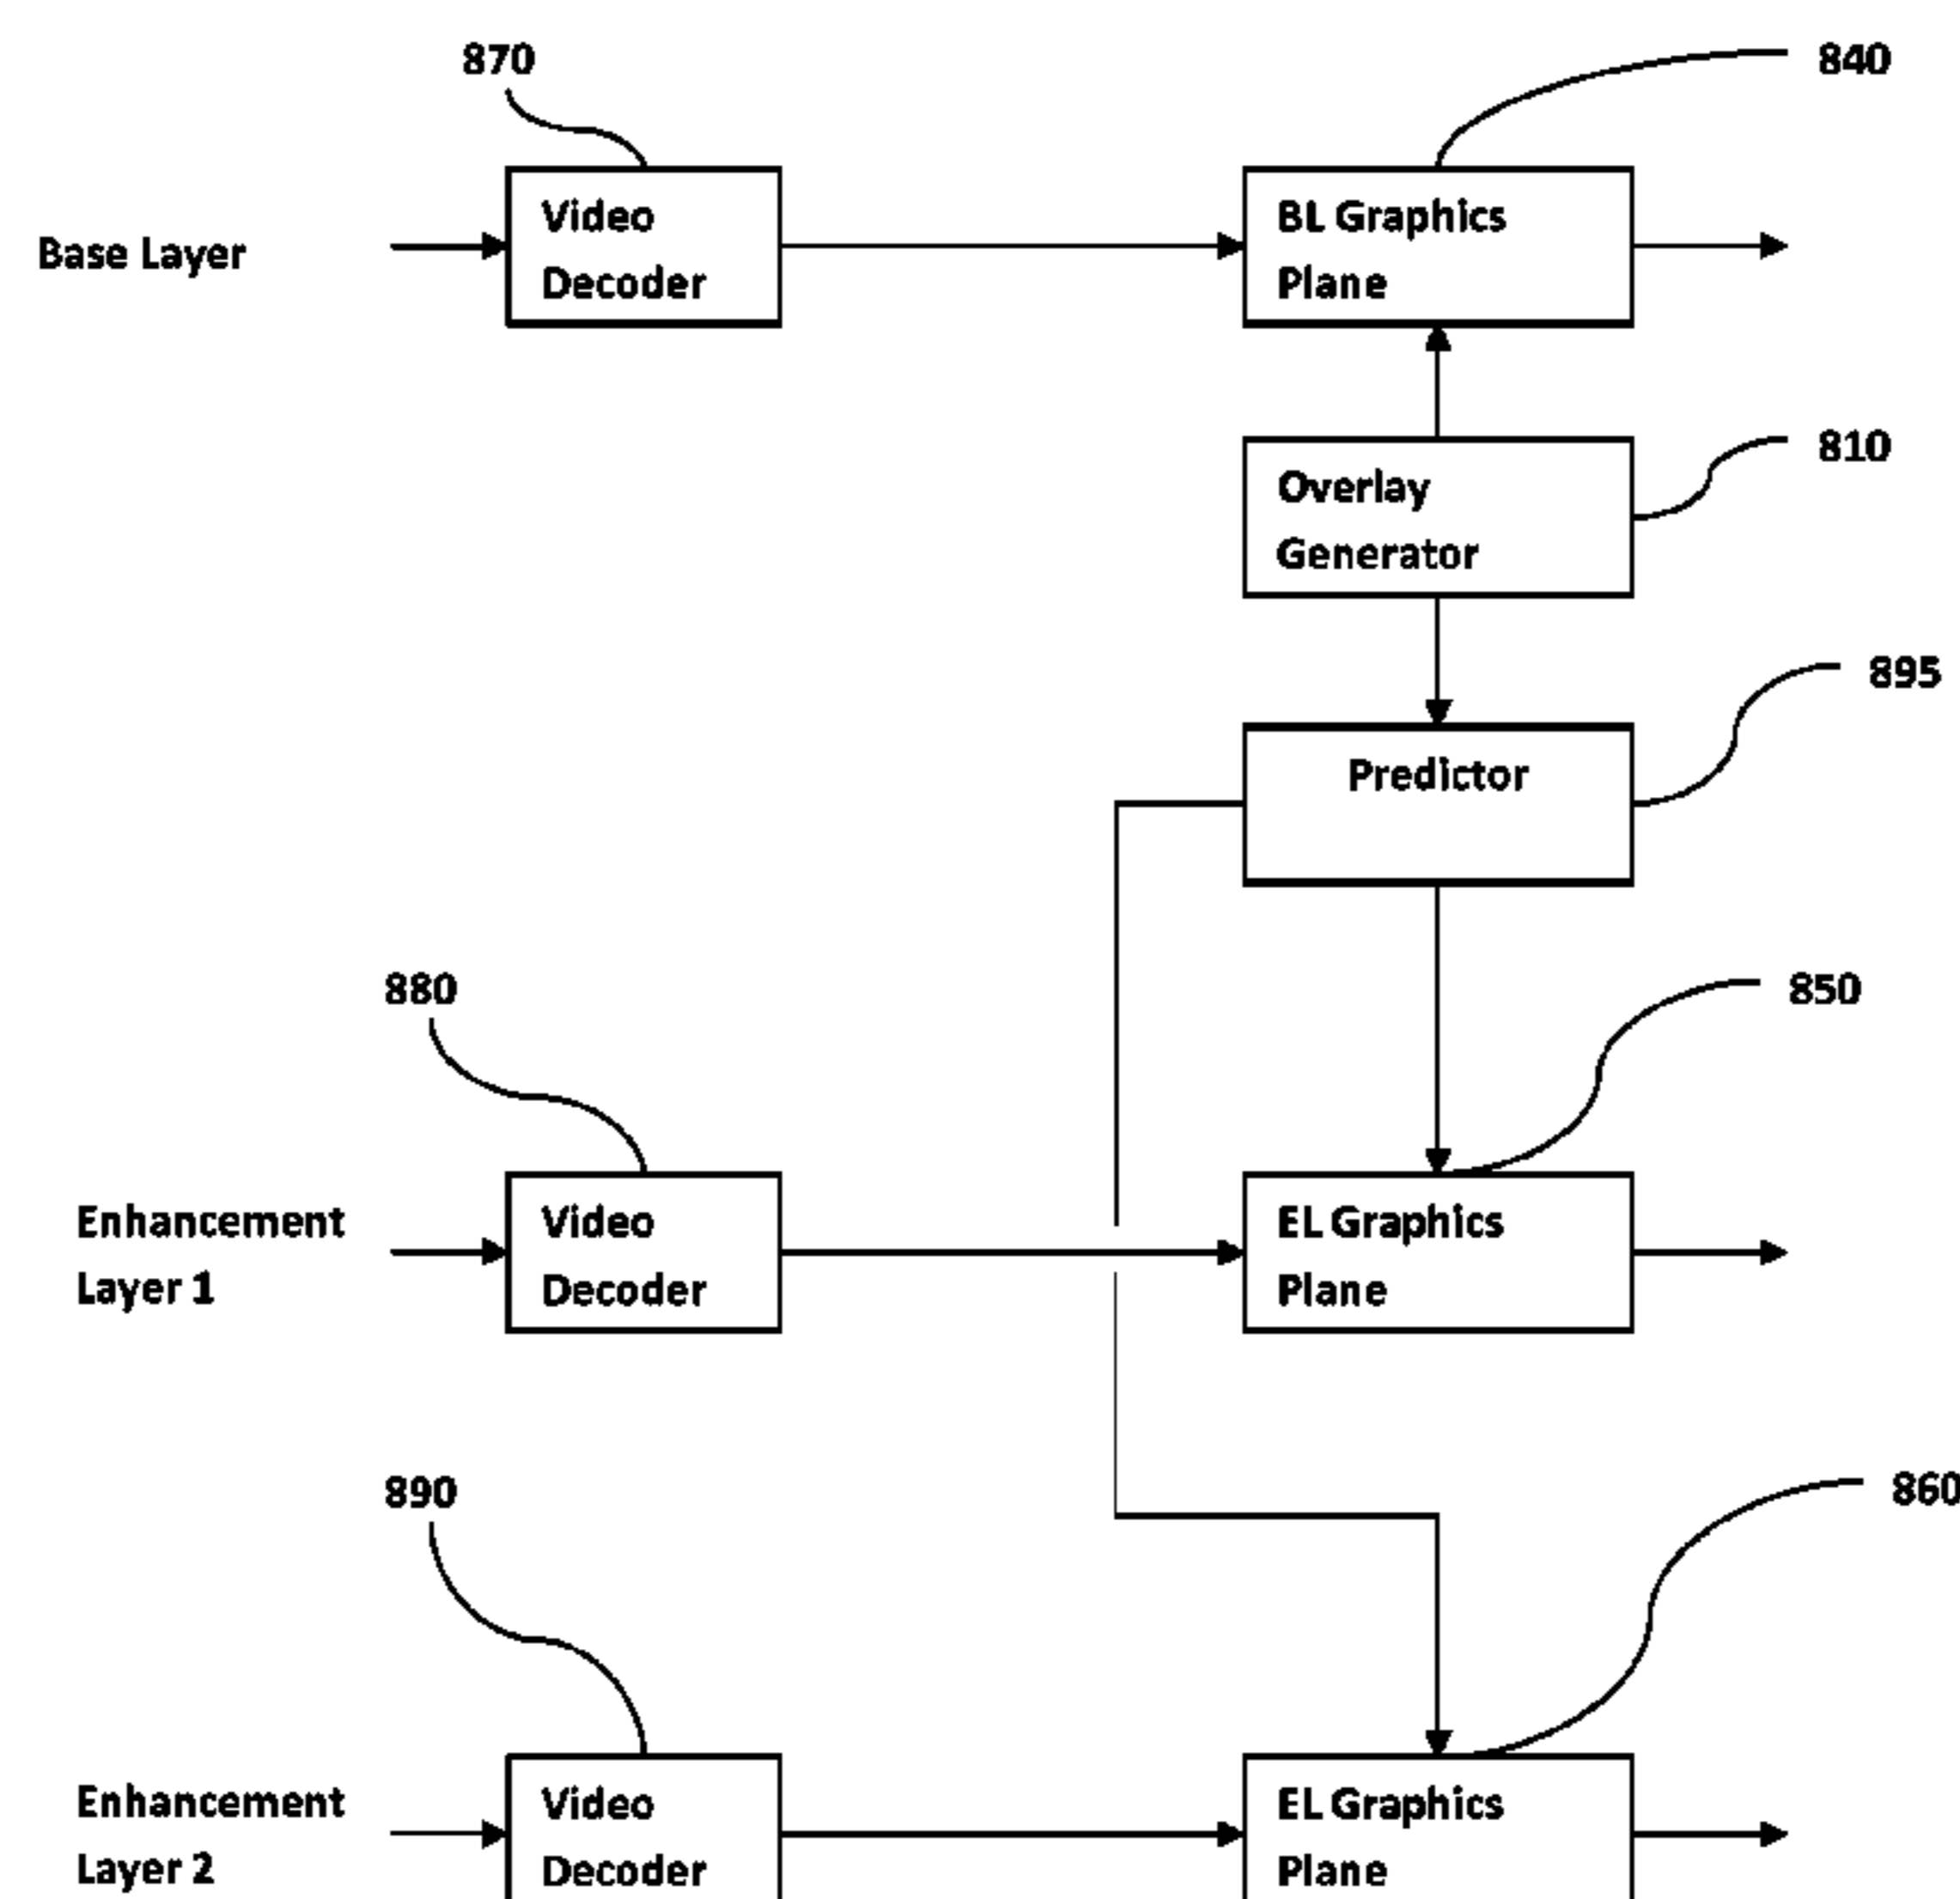 870
840
Base Layer
Video
Decoder
BL Graphics
Plane
Overlay
Generator
810
895
Predictor
880
850
Enhancement
Layer 1
Video
Decoder
EL Graphics
Plane
890
860
Enhancement
Layer 2
Video
Decoder
EL Graphics
Plane